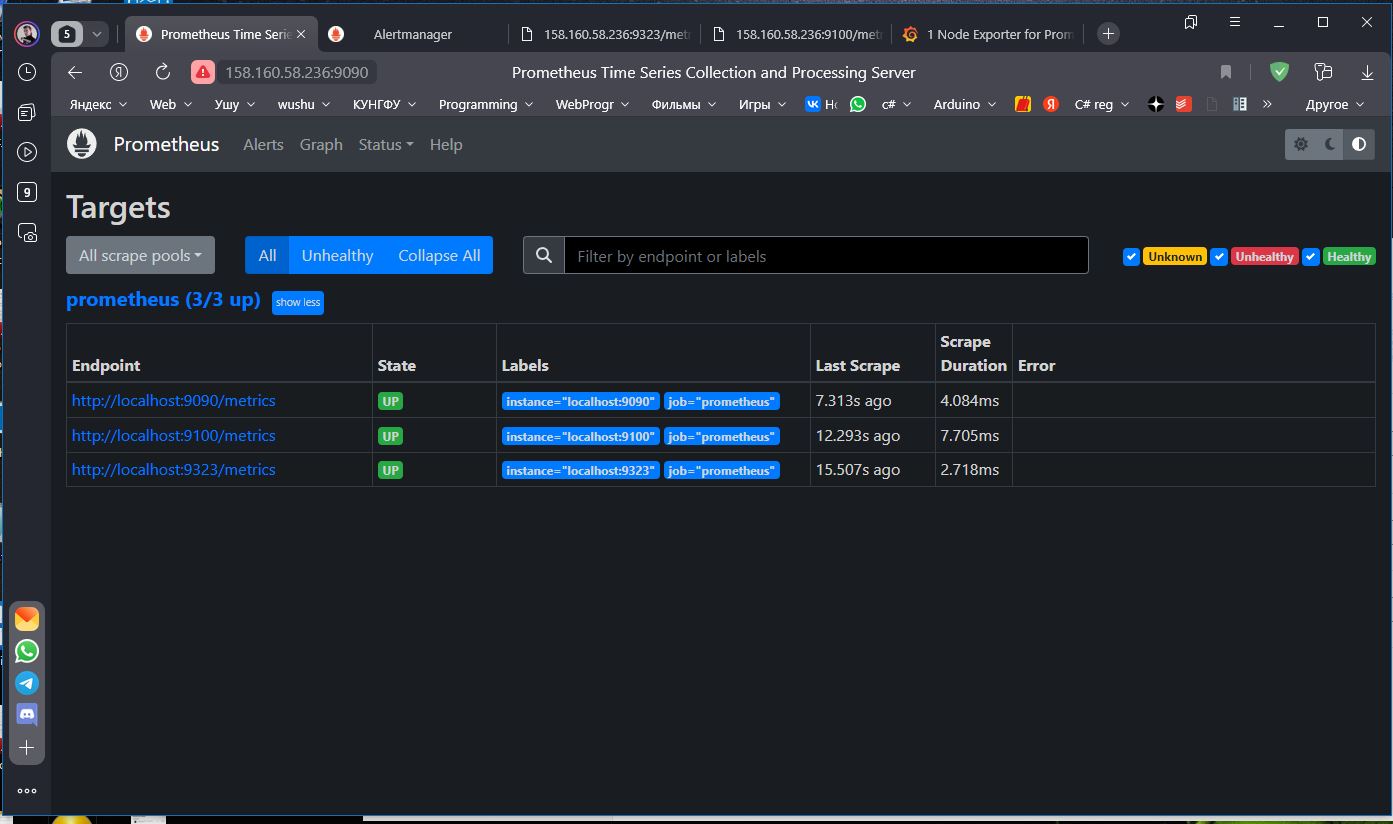 5 Prometheus Time Serie Alertmanager 158.160.58.236:9323/metr 158.160.58.236:9100/metr 1 Node Exporter for Prom
158.160.58.236:9090 Prometheus Time Series Collection and Processing Server
Яндекс Web Ушу wushu КУНГФУ Programming WebProgr Фильмы Игры c# Arduino C# reg » Другое
Prometheus Alerts Graph Status Help
9
Targets
All scrape pools All Unhealthy Collapse All Filter by endpoint or labels Unknown Unhealthy Healthy
prometheus (3/3 up) show less
Endpoint State Labels Last Scrape Scrape Duration Error
http://localhost:9090/metrics UP instance="localhost:9090" job="prometheus" 7.313s ago 4.084ms
http://localhost:9100/metrics UP instance="localhost:9100" job="prometheus" 12.293s ago 7.705ms
http://localhost:9323/metrics UP instance="localhost:9323" job="prometheus" 15.507s ago 2.718ms